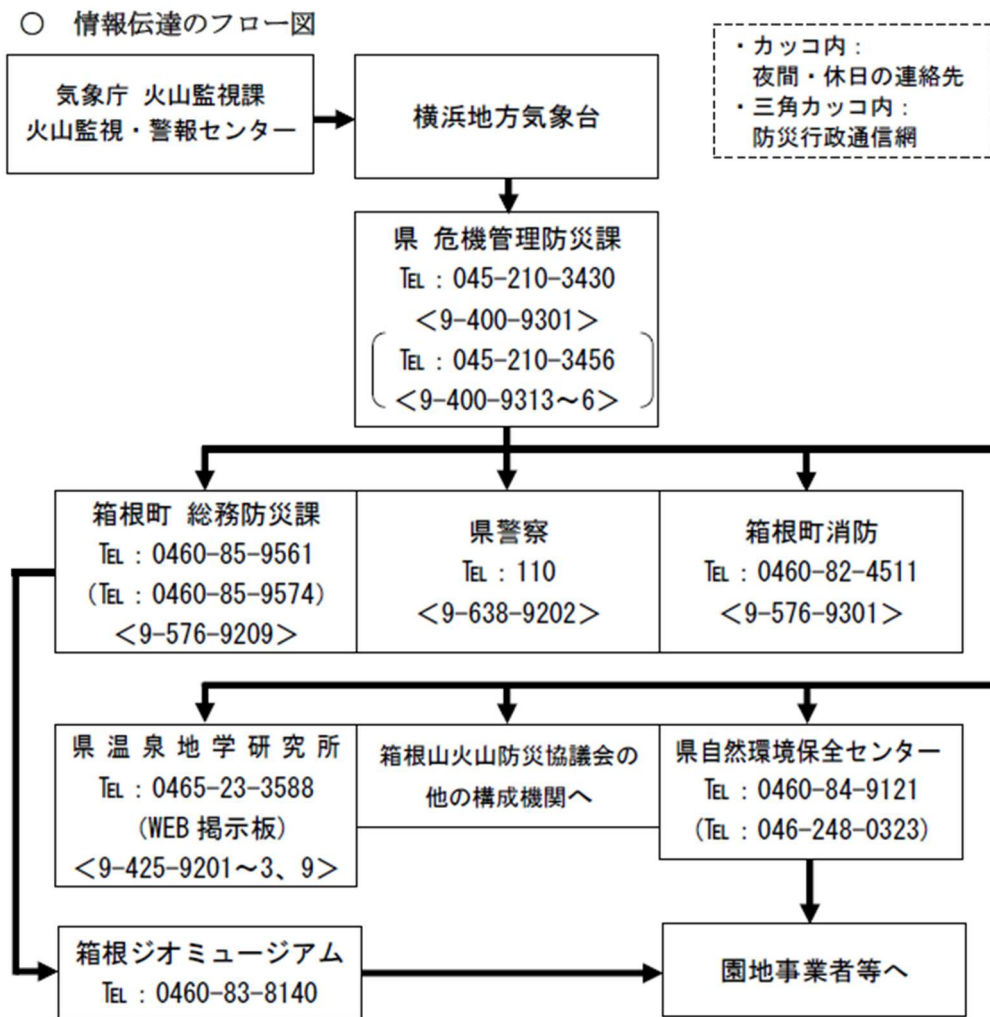 ○ 情報伝達のフロー図
・カッコ内：
夜間・休日の連絡先
・三角カッコ内：
防災行政通信網
気象庁 火山監視課
火山監視・警報センター
横浜地方気象台
県 危機管理防災課
℡：045-210-3430
＜9-400-9301＞
℡：045-210-3456
＜9-400-9313～6＞
箱根町 総務防災課
℡：0460-85-9561
（℡：0460-85-9574）
＜9-576-9209＞
県警察
℡：110
＜9-638-9202＞
箱根町消防
℡：0460-82-4511
＜9-576-9301＞
県 温 泉 地 学 研 究 所
℡：0465-23-3588
（WEB 掲示板）
＜9-425-9201～3、9＞
箱根山火山防災協議会の
他の構成機関へ
県自然環境保全センター
℡：0460-84-9121
（℡：046-248-0323）
箱根ジオミュージアム
℡：0460-83-8140
園地事業者等へ